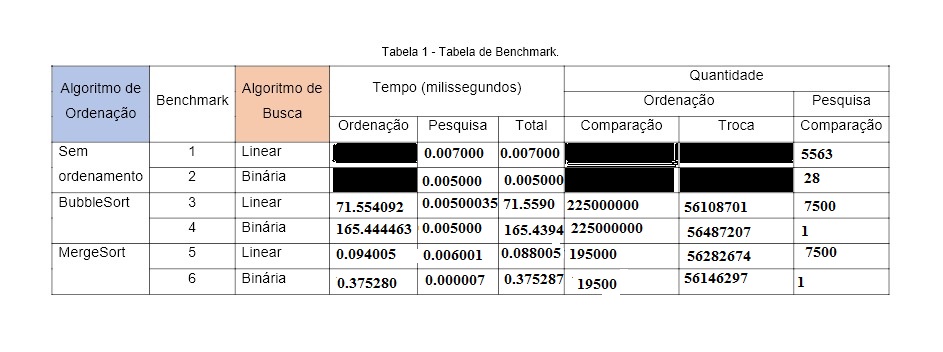 Tabela 1 - Tabela de Benchmark.
Algoritmo de Ordenação Benchmark Algoritmo de Busca Tempo (milissegundos) Quantidade
Ordenação Pesquisa
Ordenação Pesquisa Total Comparação Troca Comparação
Sem 1 Linear 0.007000 0.007000 5563
ordenamento 2 Binária 0.005000 0.005000 28
BubbleSort 3 Linear 71.554092 0.00500035 71.5590 225000000 56108701 7500
4 Binária 165.444463 0.005000 165.4394 225000000 56487207 1
MergeSort 5 Linear 0.094005 0.006001 0.088005 195000 56282674 7500
6 Binária 0.375280 0.000007 0.375287 19500 56146297 1